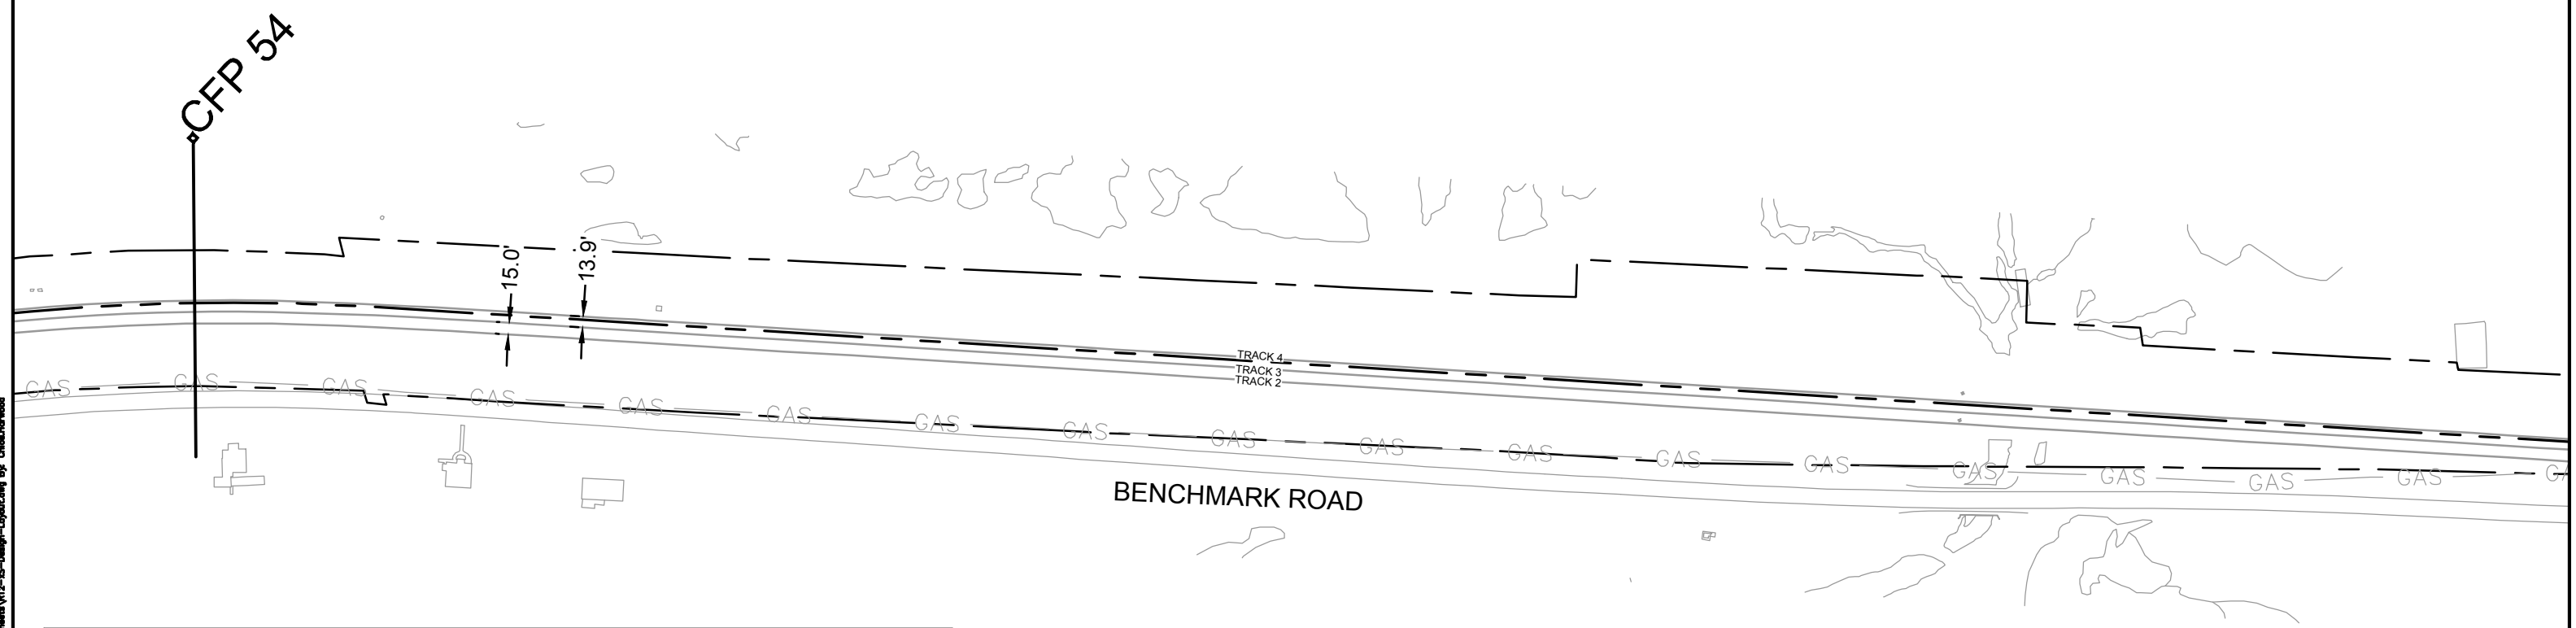 CFP 54
15.0'
13.9'
TRACK 4
TRACK 3
TRACK 2
GAS GAS GAS GAS GAS GAS GAS GAS GAS GAS GAS GAS GAS GAS GAS GAS GAS
BENCHMARK ROAD